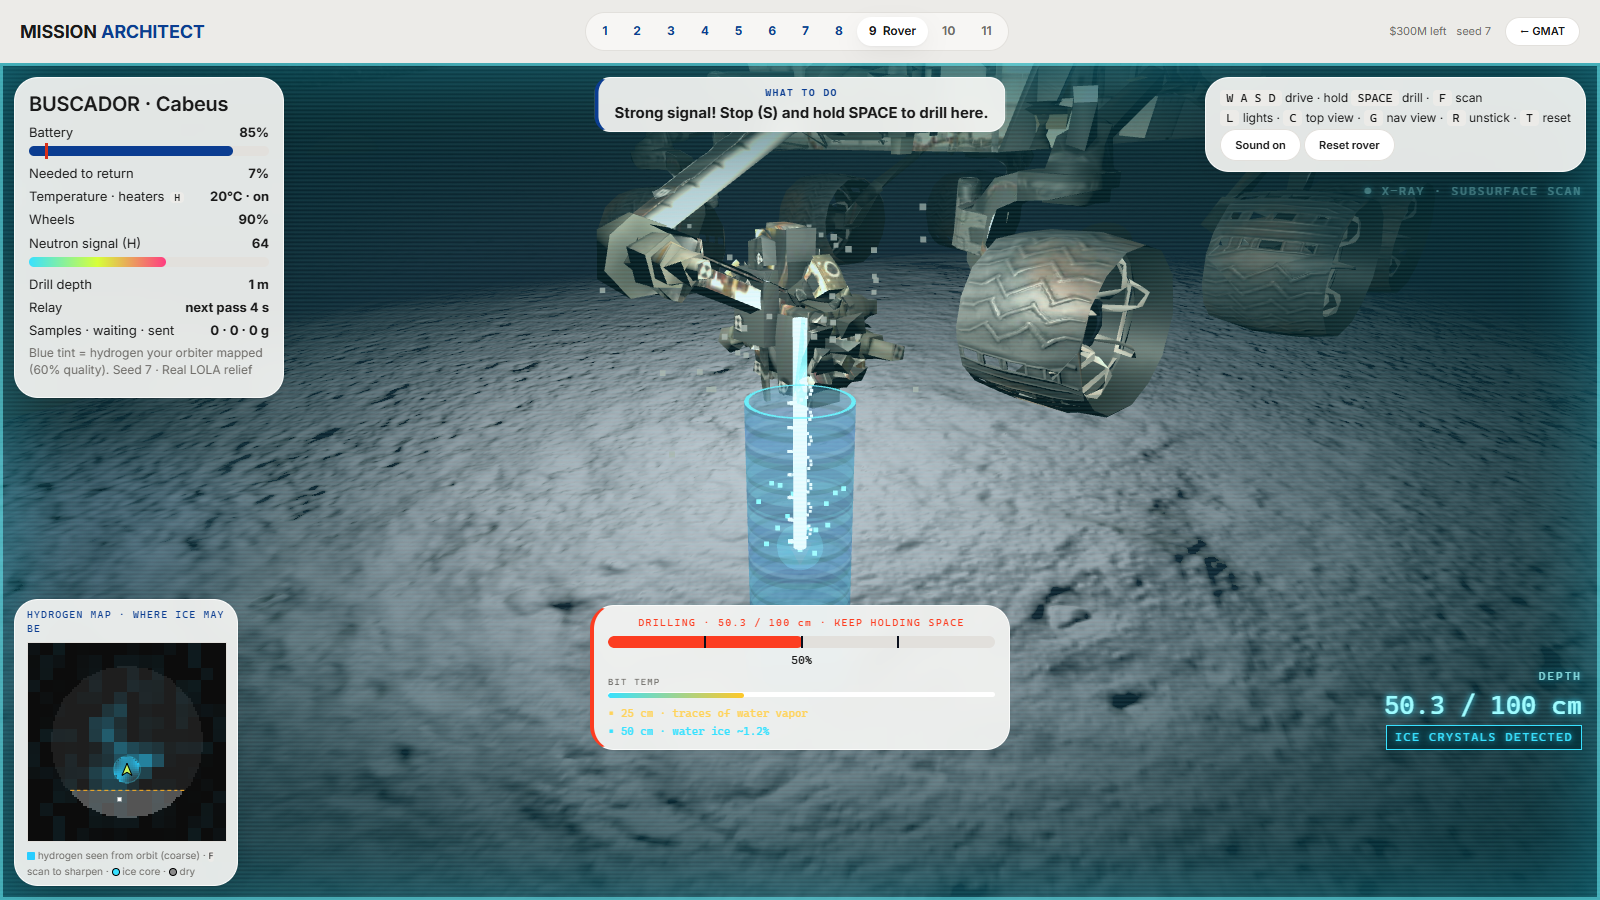 MISSION ARCHITECT
1 2 3 4 5 6 7 8 9 Rover 10 11
$300M left seed 7 ← GMAT
BUSCADOR · Cabeus
Battery 85%
Needed to return 7%
Temperature · heaters H 20°C · on
Wheels 90%
Neutron signal (H) 64
Drill depth 1 m
Relay next pass 4 s
Samples · waiting · sent 0 · 0 · 0 g
Blue tint = hydrogen your orbiter mapped
(60% quality). Seed 7 · Real LOLA relief
WHAT TO DO
Strong signal! Stop (S) and hold SPACE to drill here.
W A S D drive · hold SPACE drill · F scan
L lights · C top view · G nav view · R unstick · T reset
Sound on Reset rover
X-RAY · SUBSURFACE SCAN
HYDROGEN MAP · WHERE ICE MAY
BE
hydrogen seen from orbit (coarse) · F
scan to sharpen · ice core · dry
DRILLING · 50.3 / 100 cm · KEEP HOLDING SPACE
50%
BIT TEMP
• 25 cm · traces of water vapor
• 50 cm · water ice ~1.2%
DEPTH
50.3 / 100 cm
ICE CRYSTALS DETECTED